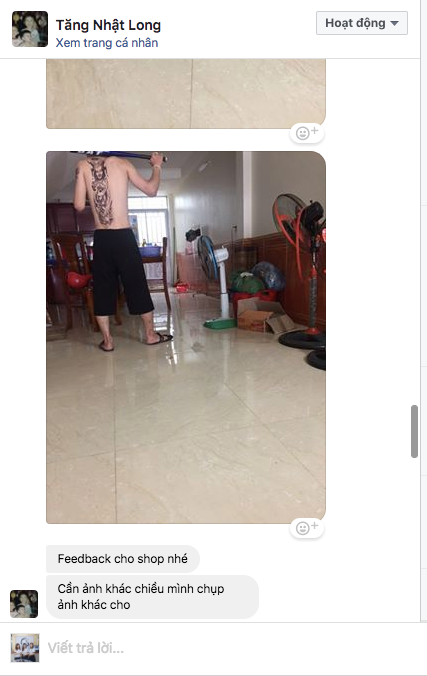 Tăng Nhật Long
Hoạt động
Xem trang cá nhân
Feedback cho shop nhé
Cần ảnh khác chiều mình chụp
ảnh khác cho
Viết trả lời...